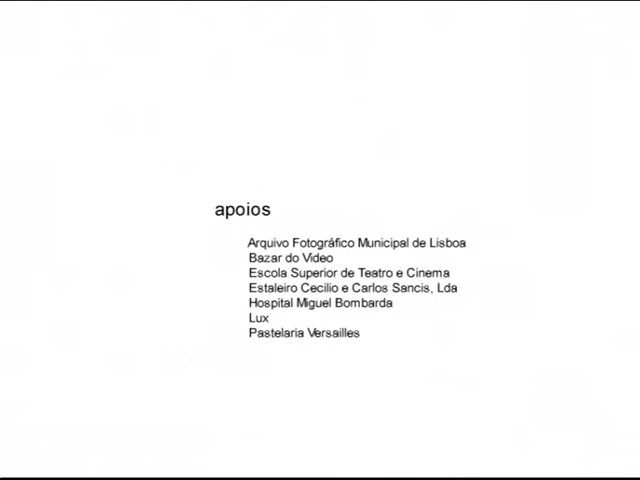 apoios
Arquivo Fotográfico Municipal de Lisboa
Bazar do Video
Escola Superior de Teatro e Cinema
Estaleiro Cecilio e Carlos Sancis, Lda
Hospital Miguel Bombarda
Lux
Pastelaria Versailles